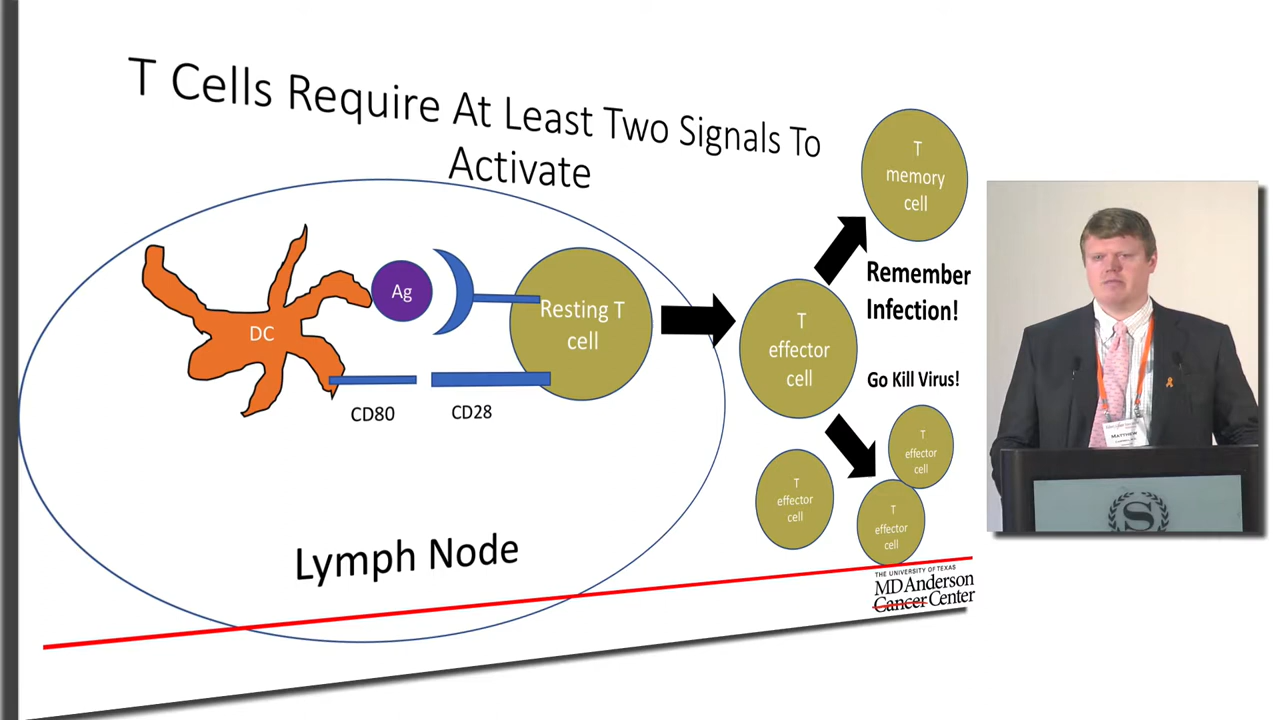 T Cells Require At Least Two Signals To
Activate
DC
Ag
Resting T
cell
CD80
CD28
Lymph Node
T
effector
cell
T
memory
cell
Remember
Infection!
Go Kill Virus!
T
effector
cell
T
effector
cell
T
effector
cell
THE UNIVERSITY OF TEXAS
MD Anderson
Cancer Center
MATTHEW
S